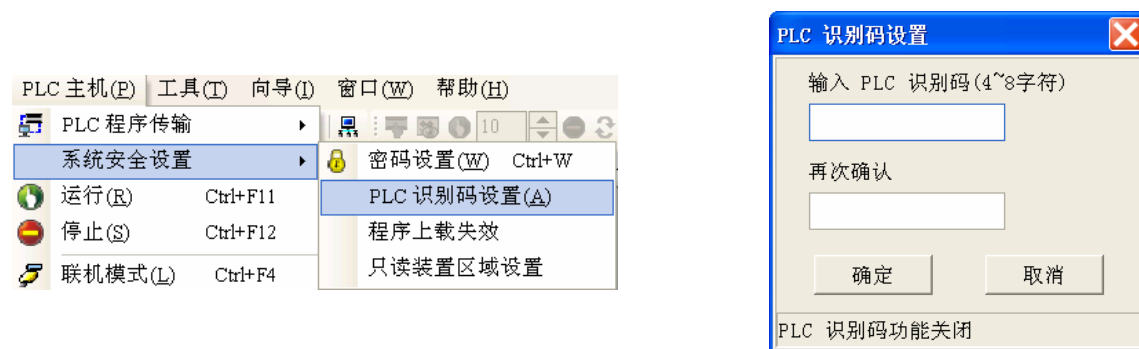 PLC 主机(P) 工具(T) 向导(I) 窗口(W) 帮助(H)
PLC 程序传输
10
系统安全设置
密码设置(W) Ctrl+W
运行(R) Ctrl+F11
PLC 识别码设置(A)
停止(S) Ctrl+F12
程序上载失效
联机模式(L) Ctrl+F4
只读装置区域设置
PLC 识别码设置
输入 PLC 识别码(4~8字符)
再次确认
确定 取消
PLC 识别码功能关闭